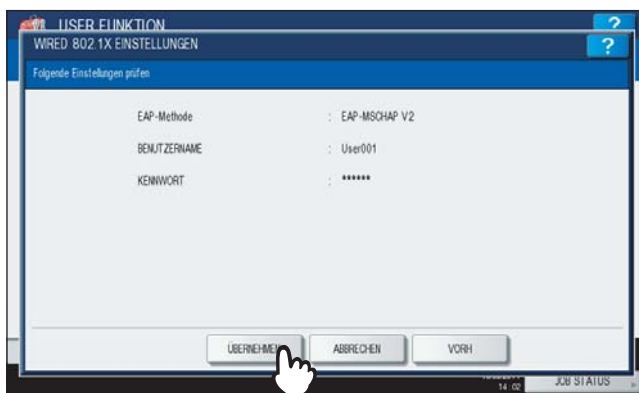 USER FUNKTION
?
WIRED 802.1X EINSTELLUNGEN
?
Folgende Einstellungen prüfen
EAP-Methode : EAP-MSCHAP V2
BENUTZERNAME : User001
KENNWORT : ******
ÜBERNEHMEN
ABBRECHEN
VORH
14:02
JOB STATUS